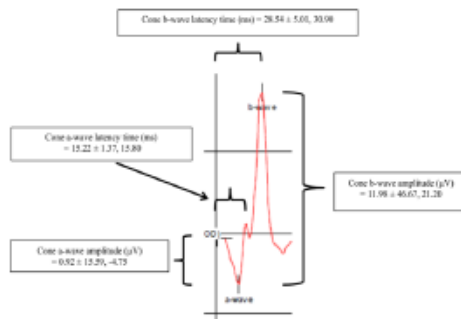 Cone b-wave latency time (ms) = 28.54 ± 5.01, 30.90
b-wave
Cone a-wave latency time (ms)
= 15.22 ± 1.37, 15.80
Cone b-wave amplitude (µV)
= 11.98 ± 46.67, 21.20
OD
Cone a-wave amplitude (µV)
= 0.92 ± 15.59, -4.75
a-wave